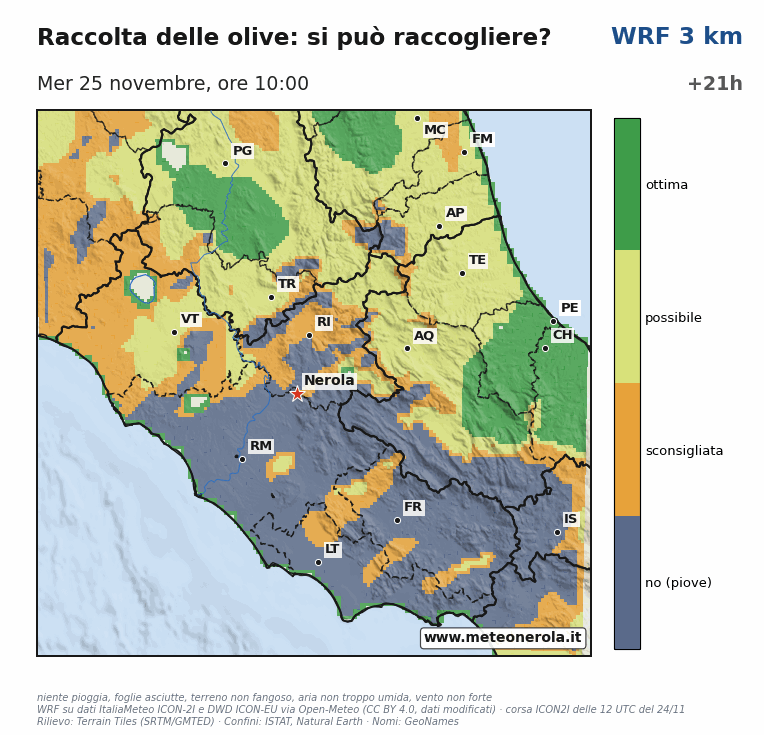 Raccolta delle olive: si può raccogliere?
WRF 3 km
Mer 25 novembre, ore 10:00
+21h
MC
FM
PG
AP
TE
TR
PE
VT
RI
AQ
CH
Nerola
RM
FR
IS
LT
www.meteonerola.it
ottima
possibile
sconsigliata
no (piove)
niente pioggia, foglie asciutte, terreno non fangoso, aria non troppo umida, vento non forte
WRF su dati ItaliaMeteo ICON-2I e DWD ICON-EU via Open-Meteo (CC BY 4.0, dati modificati) · corsa ICON2I delle 12 UTC del 24/11
Rilievo: Terrain Tiles (SRTM/GMTED) · Confini: ISTAT, Natural Earth · Nomi: GeoNames